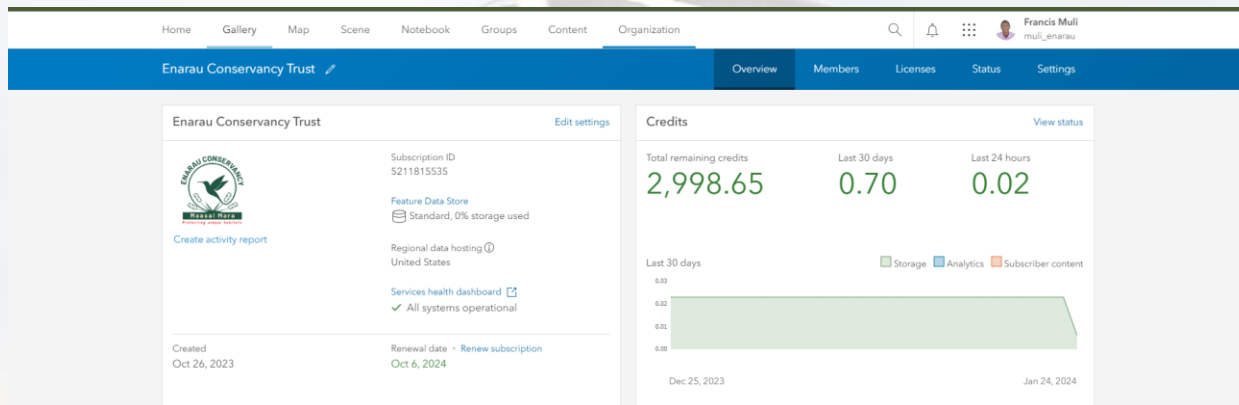 Home Gallery Map Scene Notebook Groups Content Organization
Francis Muli
muli_enarau
Enarau Conservancy Trust
Overview Members Licenses Status Settings
Enarau Conservancy Trust Edit settings
ENARAU CONSERVANCY
Maasai Mara
Protecting unique habitats
Create activity report
Subscription ID
5211815535
Feature Data Store
Standard, 0% storage used
Regional data hosting
United States
Services health dashboard
All systems operational
Created
Oct 26, 2023
Renewal date • Renew subscription
Oct 6, 2024
Credits View status
Total remaining credits Last 30 days Last 24 hours
2,998.65 0.70 0.02
Last 30 days Storage Analytics Subscriber content
0.03
0.02
0.01
0.00
Dec 25, 2023 Jan 24, 2024